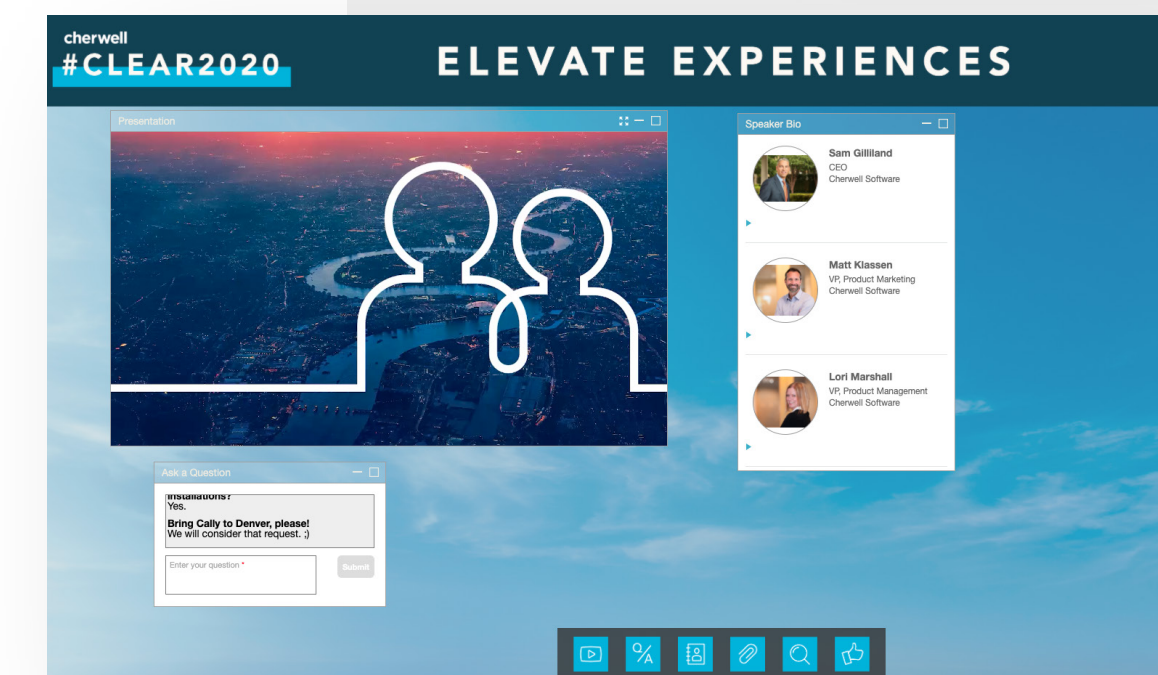 cherwell
#CLEAR2020
ELEVATE EXPERIENCES
Presentation
Speaker Bio
Sam Gilliland
CEO
Cherwell Software
Matt Klassen
VP, Product Marketing
Cherwell Software
Lori Marshall
VP, Product Management
Cherwell Software
Ask a Question
installations?
Yes.
Bring Cally to Denver, please!
We will consider that request. ;)
Enter your question *
Submit
Q/A